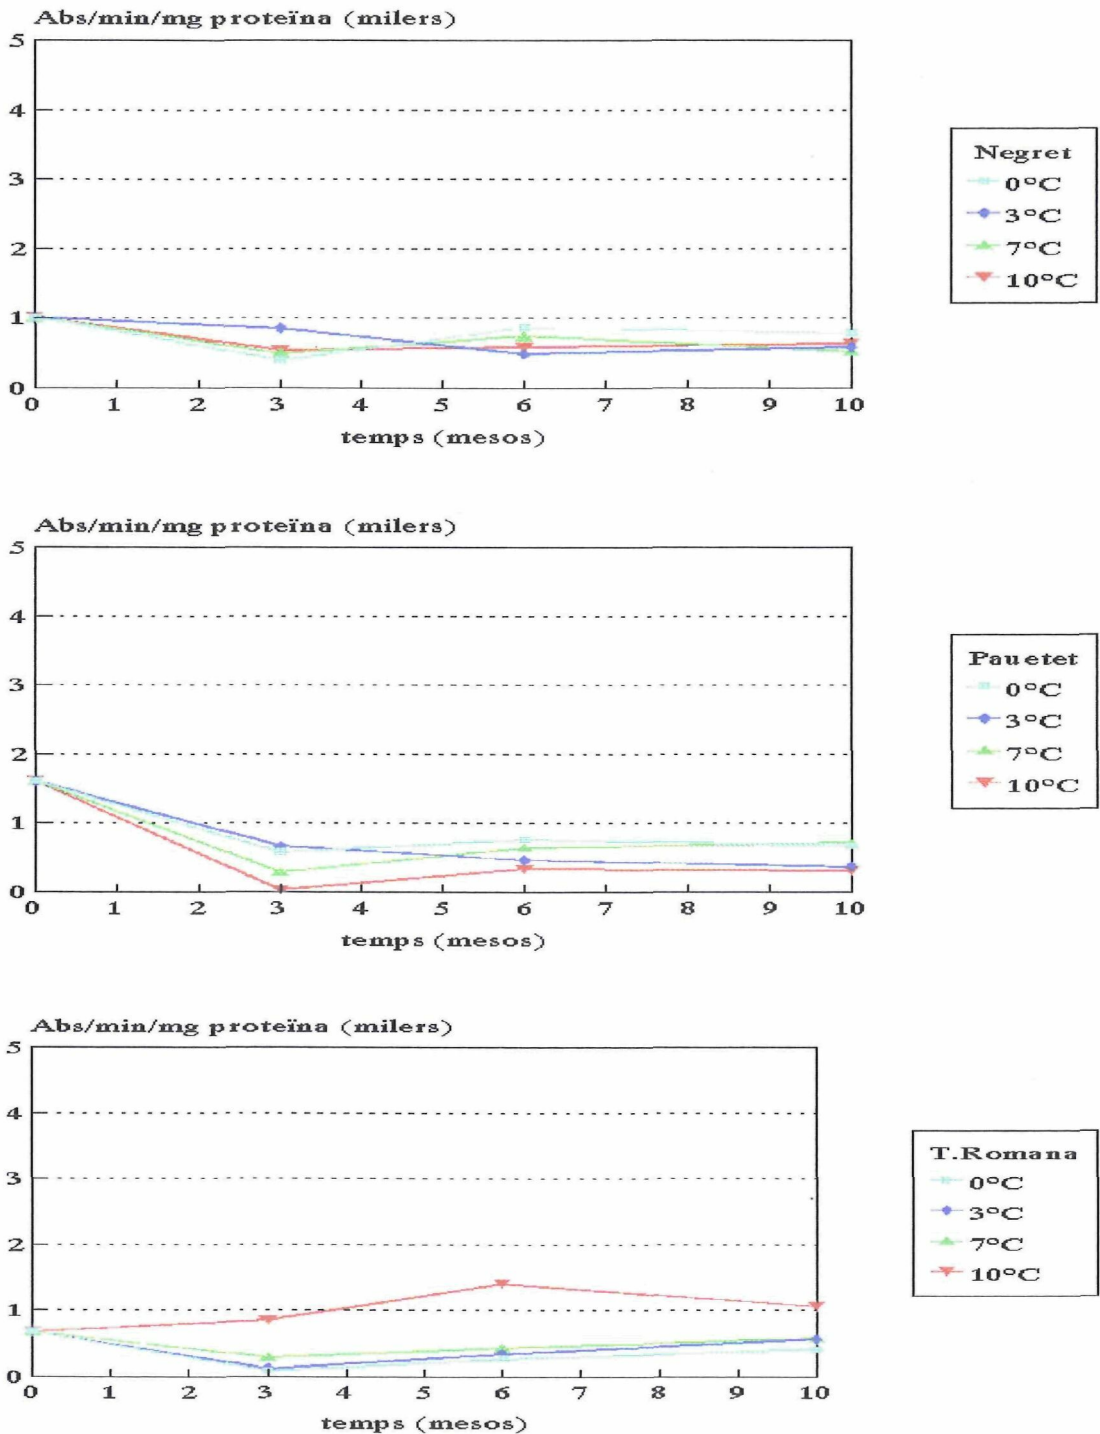 Abs/min/mg proteïna (milers)
5
4
3
2
1
0
0 1 2 3 4 5 6 7 8 9 10
temps (mesos)
Negret
0°C
3°C
7°C
10°C
Abs/min/mg proteïna (milers)
5
4
3
2
1
0
0 1 2 3 4 5 6 7 8 9 10
temps (mesos)
Pauetet
0°C
3°C
7°C
10°C
Abs/min/mg proteïna (milers)
5
4
3
2
1
0
0 1 2 3 4 5 6 7 8 9 10
temps (mesos)
T.Romana
0°C
3°C
7°C
10°C